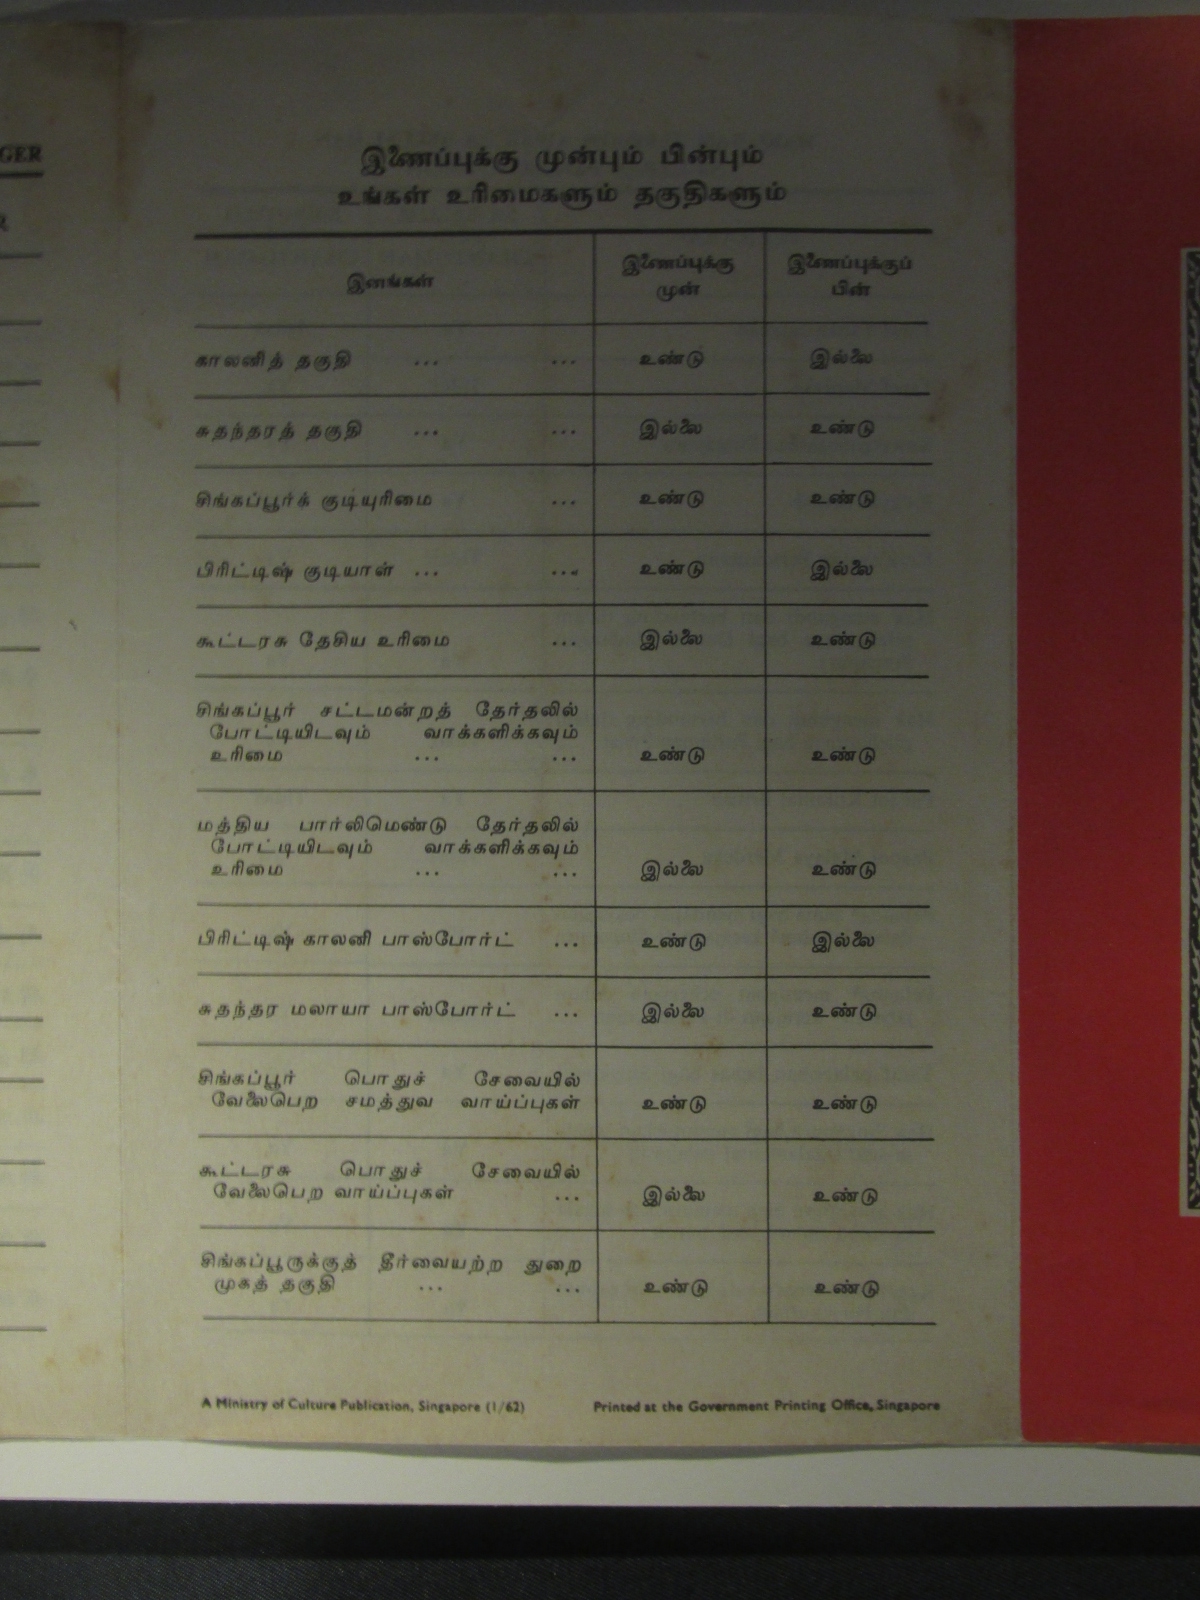 GER
R
இணைப்புக்கு முன்பும் பின்பும்
உங்கள் உரிமைகளும் தகுதிகளும்
இனங்கள் இணைப்புக்கு முன் இணைப்புக்குப் பின்
காலனித் தகுதி ... ... உண்டு இல்லை
சுதந்தரத் தகுதி ... ... இல்லை உண்டு
சிங்கப்பூர்க் குடியுரிமை ... உண்டு உண்டு
பிரிட்டிஷ் குடியாள் ... ... உண்டு இல்லை
கூட்டரசு தேசிய உரிமை ... இல்லை உண்டு
சிங்கப்பூர் சட்டமன்றத் தேர்தலில்
போட்டியிடவும் வாக்களிக்கவும்
உரிமை ... ... உண்டு உண்டு
மத்திய பார்லிமெண்டு தேர்தலில்
போட்டியிடவும் வாக்களிக்கவும்
உரிமை ... ... இல்லை உண்டு
பிரிட்டிஷ் காலனி பாஸ்போர்ட் ... உண்டு இல்லை
சுதந்தர மலாயா பாஸ்போர்ட் ... இல்லை உண்டு
சிங்கப்பூர் பொதுச் சேவையில்
வேலைபெற சமத்துவ வாய்ப்புகள் உண்டு உண்டு
கூட்டரசு பொதுச் சேவையில்
வேலைபெற வாய்ப்புகள் ... இல்லை உண்டு
சிங்கப்பூருக்குத் தீர்வையற்ற துறை
முகத் தகுதி ... ... உண்டு உண்டு
A Ministry of Culture Publication, Singapore (1/62) Printed at the Government Printing Office, Singapore